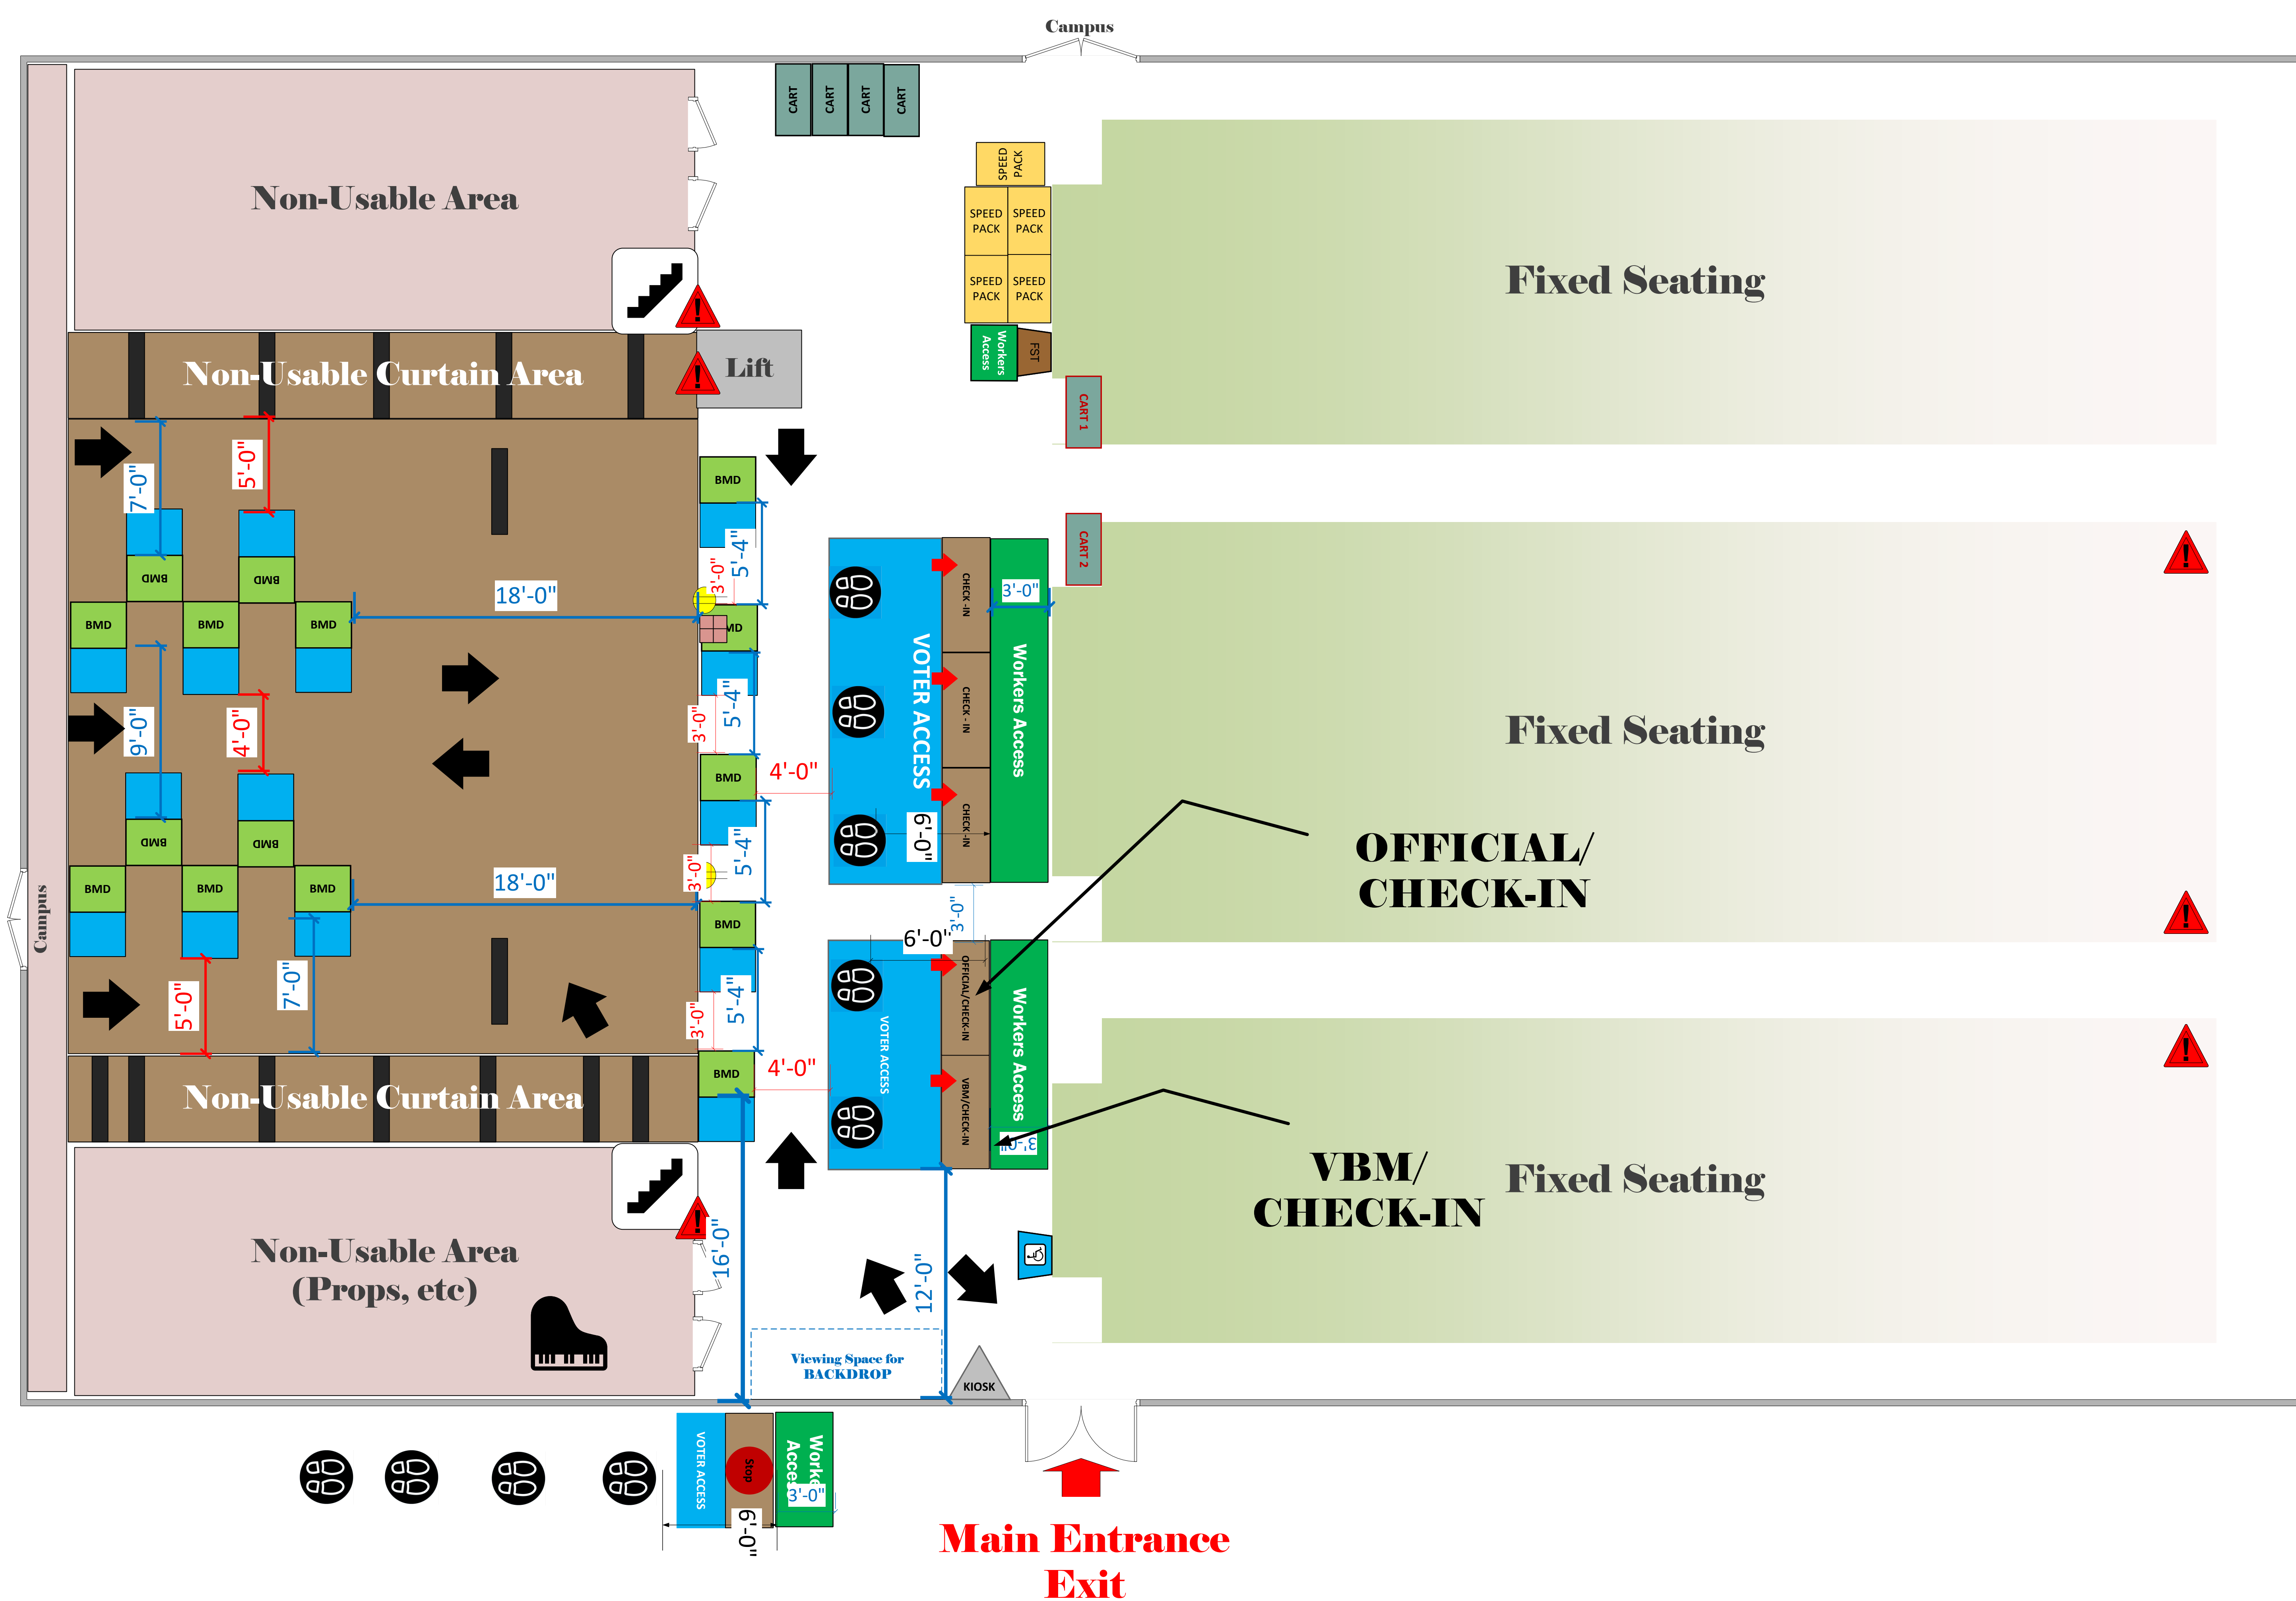 Campus
CART
CART
CART
CART
SPEED
PACK
SPEED
PACK
SPEED
PACK
SPEED
PACK
SPEED
PACK
Workers
Access
FST
Non-Usable Area
Fixed Seating
Non-Usable Curtain Area
Lift
CART 1
CART 2
7'-0"
5'-0"
BMD
5'-4"
3'-0"
BMD
BMD
BMD
BMD
BMD
18'-0"
MD
5'-4"
3'-0"
9'-0"
4'-0"
BMD
4'-0"
VOTER ACCESS
CHECK -IN
CHECK - IN
CHECK -IN
6'-0"
3'-0"
Workers Access
Fixed Seating
OFFICIAL/
CHECK-IN
BMD
BMD
BMD
BMD
BMD
18'-0"
3'-0"
5'-4"
BMD
3'-0"
6'-0"
Campus
5'-0"
7'-0"
3'-0"
5'-4"
BMD
4'-0"
VOTER ACCESS
OFFICIAL/CHECK-IN
VBM/CHECK-IN
Workers Access
3'-0"
Non-Usable Curtain Area
VBM/
CHECK-IN
Fixed Seating
Non-Usable Area
(Props, etc)
16'-0"
12'-0"
Viewing Space for
BACKDROP
KIOSK
VOTER ACCESS
Stop
Worke
Acces
3'-0"
6'-0"
Main Entrance
Exit